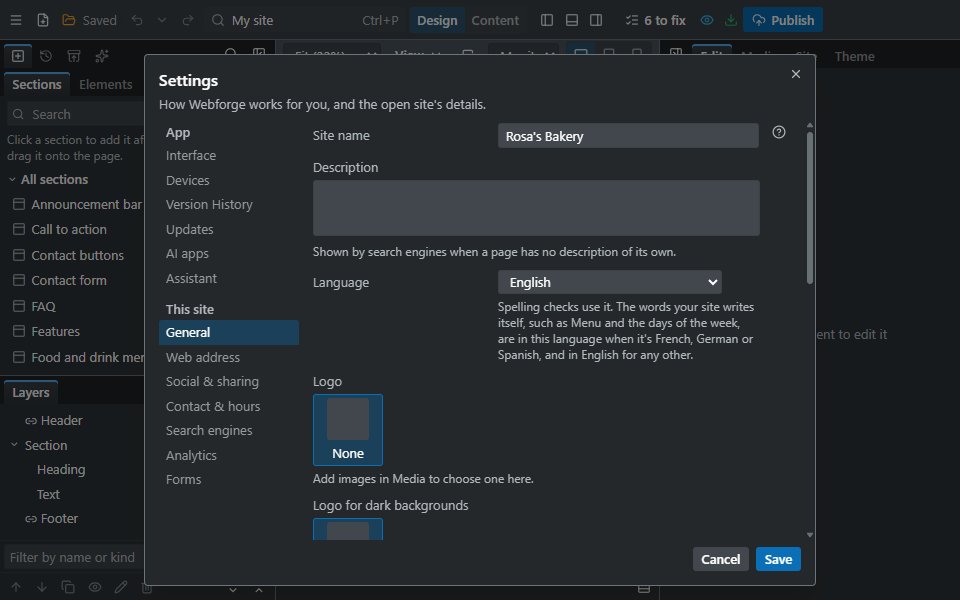 Saved
My site
Ctrl+P
Design
Content
6 to fix
Publish
Theme
Sections
Elements
Search
Click a section to add it af
drag it onto the page.
All sections
Announcement bar
Call to action
Contact buttons
Contact form
FAQ
Features
Food and drink mer
Layers
Header
Section
Heading
Text
Footer
Filter by name or kind
Settings
How Webforge works for you, and the open site's details.
App
Interface
Devices
Version History
Updates
AI apps
Assistant
This site
General
Web address
Social & sharing
Contact & hours
Search engines
Analytics
Forms
Site name
Rosa's Bakery
Description
Shown by search engines when a page has no description of its own.
Language
English
Spelling checks use it. The words your site writes
itself, such as Menu and the days of the week,
are in this language when it's French, German or
Spanish, and in English for any other.
Logo
None
Add images in Media to choose one here.
Logo for dark backgrounds
Cancel
Save
ent to edit it